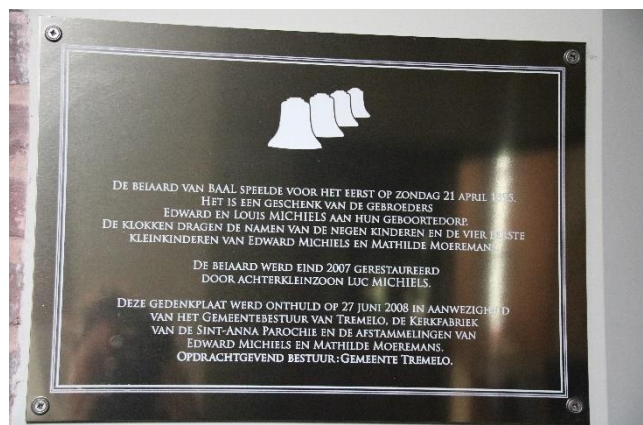 De beiaard van BAAL speelde voor het eerst op zondag 21 april
Het is een geschenk van de gebroeders
Edward en Louis MICHIELS aan hun geboortedorp.
De klokken dragen de namen van de negen kinderen en de vier eerste
kleinkinderen van Edward Michiels en Mathilde Moeremans.
De beiaard werd eind 2007 gerestaureerd
door achterkleinzoon Luc MICHIELS.
Deze gedenkplaat werd onthuld op 27 juni 2008 in aanwezigheid
van het Gemeentebestuur van Tremelo, de Kerkfabriek
van de Sint-Anna Parochie en de afstammelingen van
Edward Michiels en Mathilde Moeremans.
Opdrachtgevend bestuur: Gemeente Tremelo.